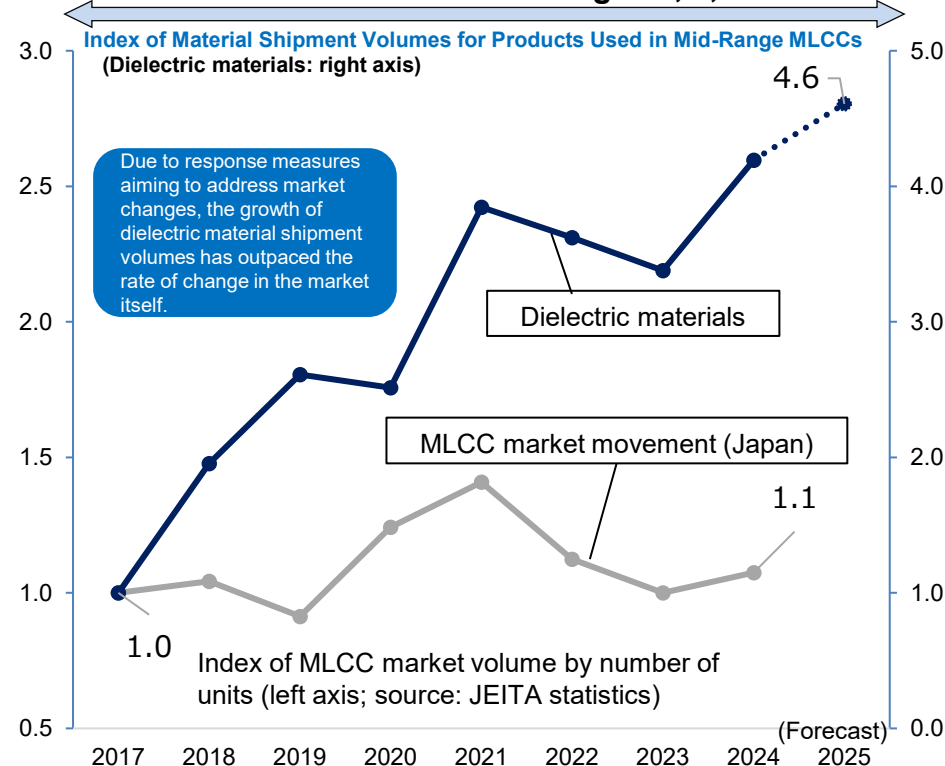 Index of Material Shipment Volumes for Products Used in Mid-Range MLCCs
(Dielectric materials: right axis)
3.0
2.5
2.0
1.5
1.0
0.5
5.0
4.0
3.0
2.0
1.0
0.0
4.6
Due to response measures
aiming to address market
changes, the growth of
dielectric material shipment
volumes has outpaced the
rate of change in the market
itself.
Dielectric materials
MLCC market movement (Japan)
1.1
1.0
Index of MLCC market volume by number of
units (left axis; source: JEITA statistics)
(Forecast)
2017 2018 2019 2020 2021 2022 2023 2024 2025